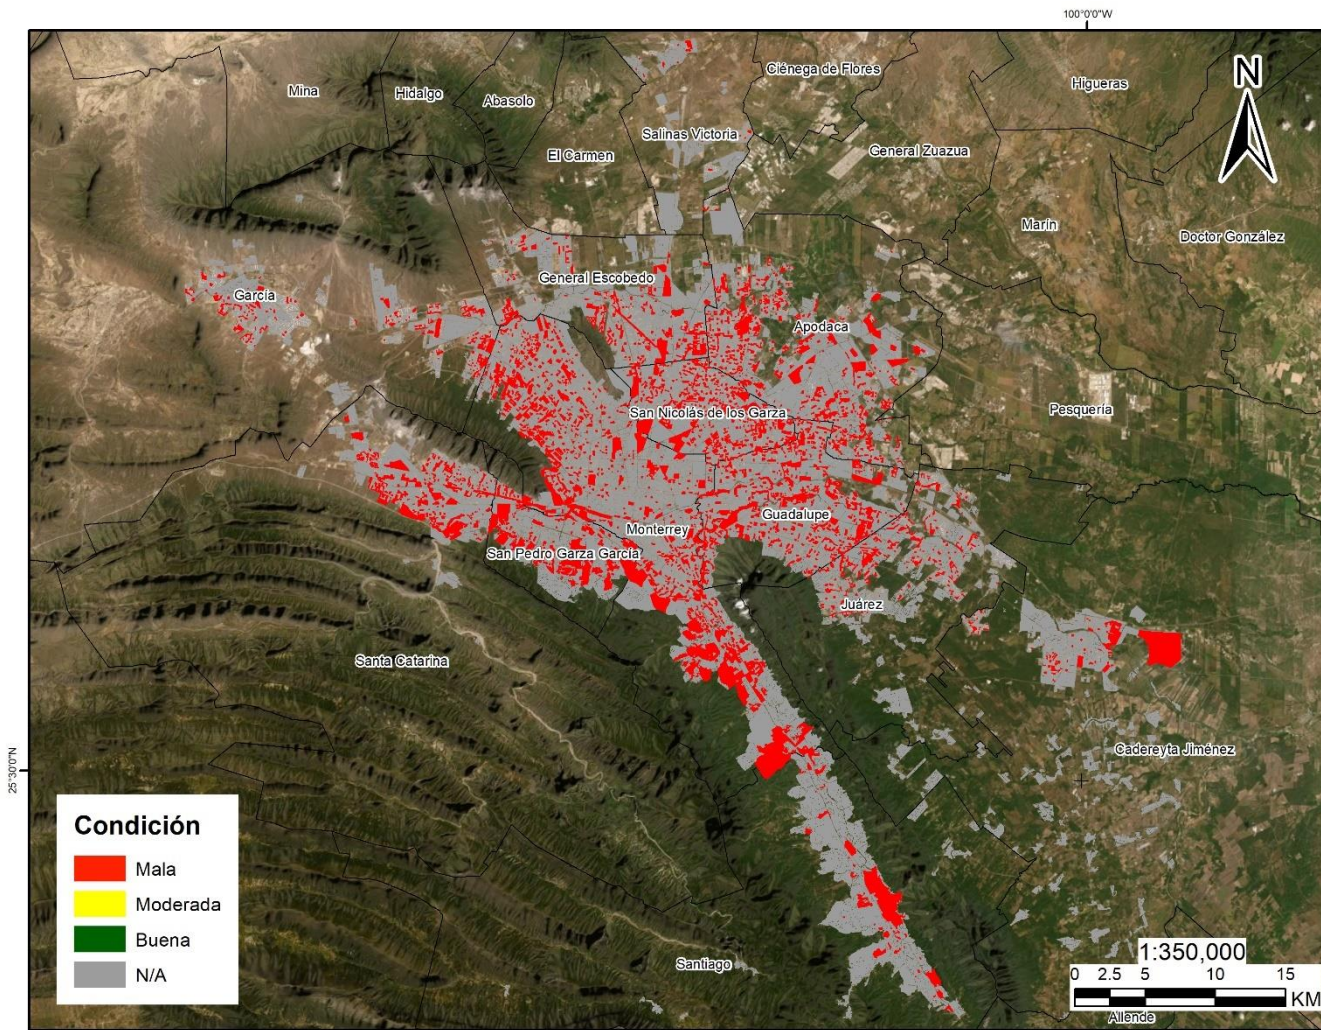 100°0'0"W
N
Mina
Hidalgo
Abasolo
Ciénega de Flores
Higueras
Salinas Victoria
El Carmen
General Zuazua
Marín
Doctor González
General Escobedo
García
Apodaca
San Nicolás de los Garza
Pesquería
Guadalupe
Monterrey
San Pedro Garza García
Juárez
Santa Catarina
Cadereyta Jiménez
25°30'0"N
Condición
Mala
Moderada
Buena
N/A
Santiago
1:350,000
0 2.5 5 10 15
KM
Allende